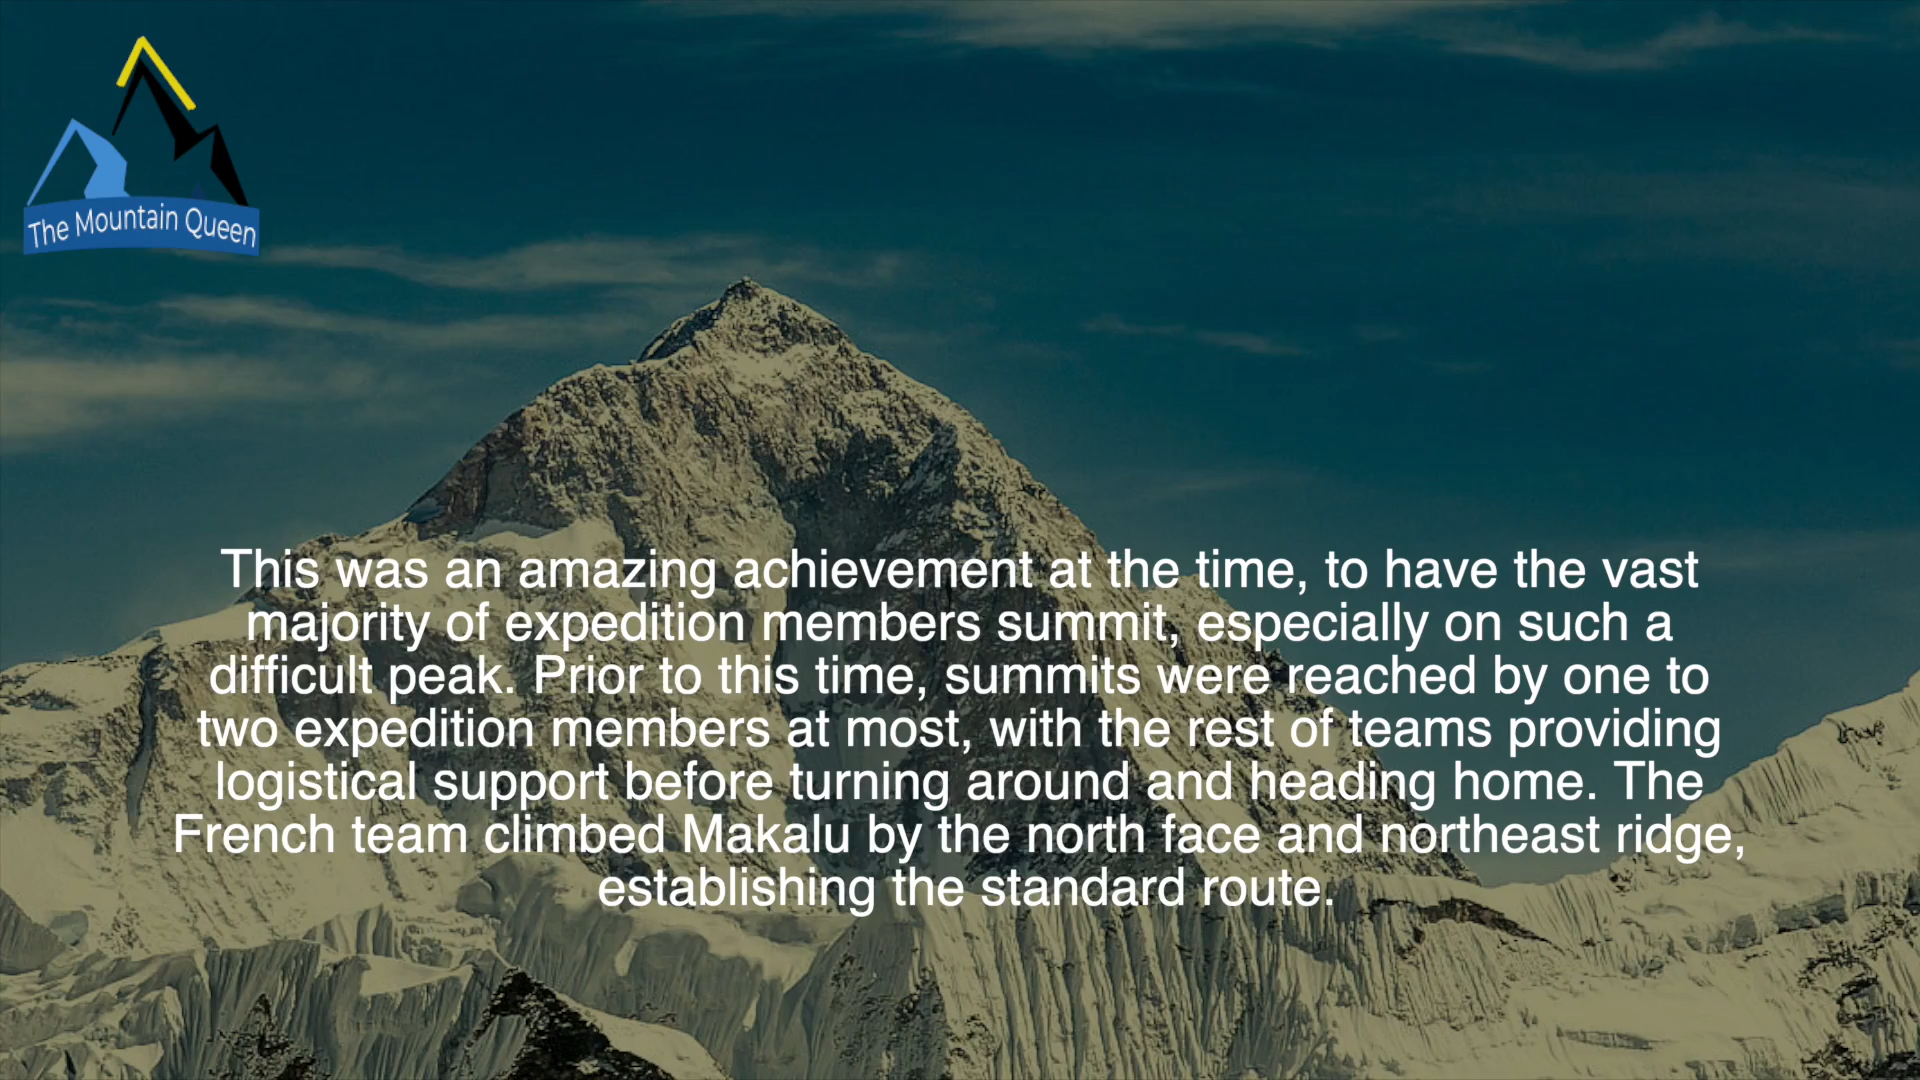 The Mountain Queen
This was an amazing achievement at the time, to have the vast
majority of expedition members summit, especially on such a
difficult peak. Prior to this time, summits were reached by one to
two expedition members at most, with the rest of teams providing
logistical support before turning around and heading home. The
French team climbed Makalu by the north face and northeast ridge,
establishing the standard route.